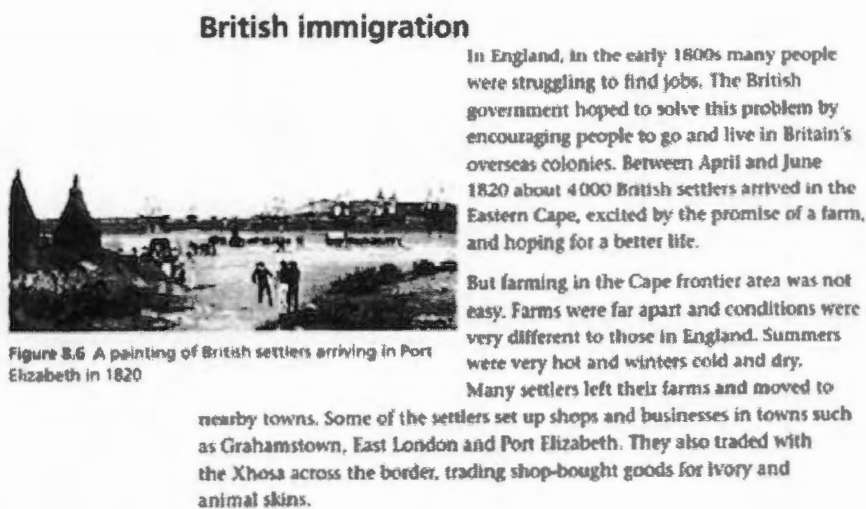 British immigration
In England, in the early 1800s many people
were struggling to find jobs. The British
government hoped to solve this problem by
encouraging people to go and live in Britain's
overseas colonies. Between April and June
1820 about 4 000 British settlers arrived in the
Eastern Cape, excited by the promise of a farm,
and hoping for a better life.
But farming in the Cape frontier area was not
easy. Farms were far apart and conditions were
very different to those in England. Summers
were very hot and winters cold and dry.
Many settlers left their farms and moved to
nearby towns. Some of the settlers set up shops and businesses in towns such
as Grahamstown, East London and Port Elizabeth. They also traded with
the Xhosa across the border, trading shop-bought goods for ivory and
animal skins.
Figure 8.6 A painting of British settlers arriving in Port
Elizabeth in 1820